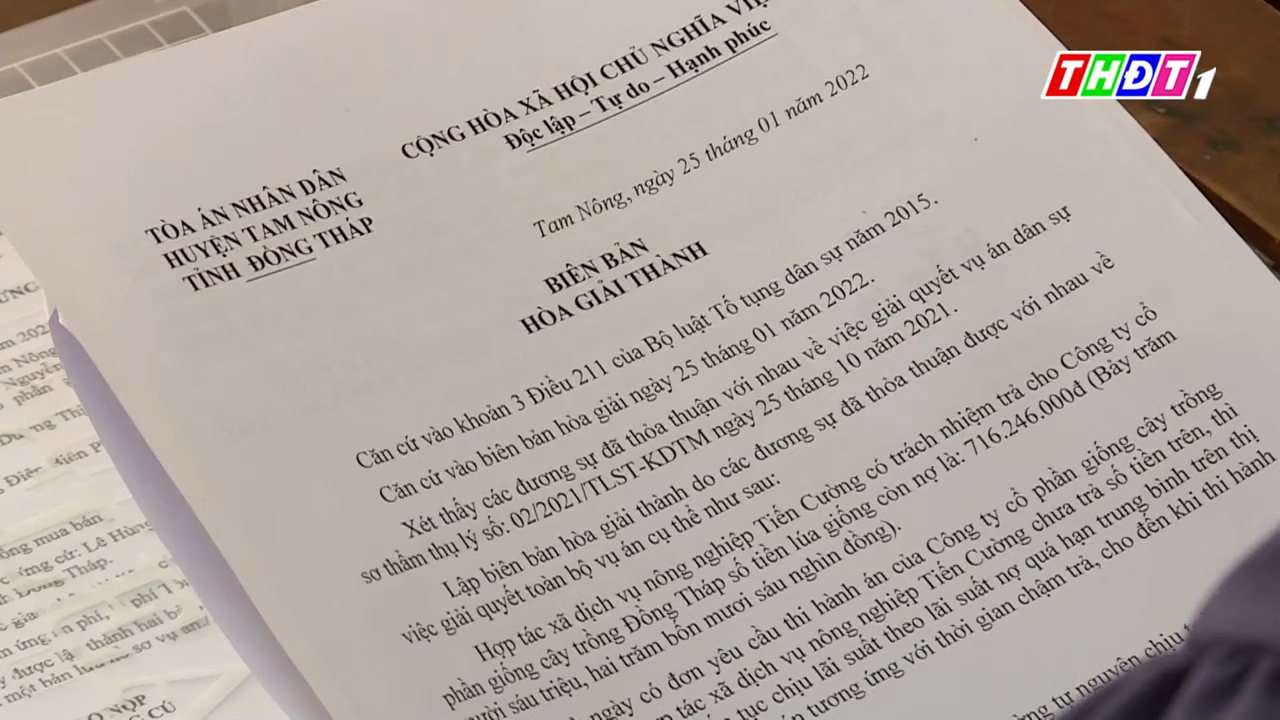 THĐT1
CỘNG HÒA XÃ HỘI CHỦ NGHĨA VIỆ
Độc lập – Tự do – Hạnh phúc
TÒA ÁN NHÂN DÂN
HUYỆN TAM NÔNG
TỈNH ĐỒNG THÁP
Tam Nông, ngày 25 tháng 01 năm 2022
BIÊN BẢN
HÒA GIẢI THÀNH
Căn cứ vào khoản 3 Điều 211 của Bộ luật Tố tụng dân sự năm 2015.
Căn cứ vào biên bản hòa giải ngày 25 tháng 01 năm 2022.
Xét thấy các đương sự đã thỏa thuận với nhau về việc giải quyết vụ án dân sự
sơ thẩm thụ lý số: 02/2021/TLST-KDTM ngày 25 tháng 10 năm 2021.
Lập biên bản hòa giải thành do các đương sự đã thỏa thuận được với nhau về
việc giải quyết toàn bộ vụ án cụ thể như sau:
Hợp tác xã dịch vụ nông nghiệp Tiến Cường có trách nhiệm trả cho Công ty cổ
phần giống cây trồng Đồng Tháp số tiền lúa giống còn nợ là: 716.246.000đ (Bảy trăm
mười sáu triệu, hai trăm bốn mươi sáu nghìn đồng).
ngày có đơn yêu cầu thi hành án của Công ty cổ phần giống cây trồng
tác xã dịch vụ nông nghiệp Tiến Cường chưa trả số tiền trên, thì
tục chịu lãi suất theo lãi suất nợ quá hạn trung bình trên thị
tương ứng với thời gian chậm trả, cho đến khi thi hành
tự nguyện chịu
ứng cứ: Lê Hùng
Tháp.